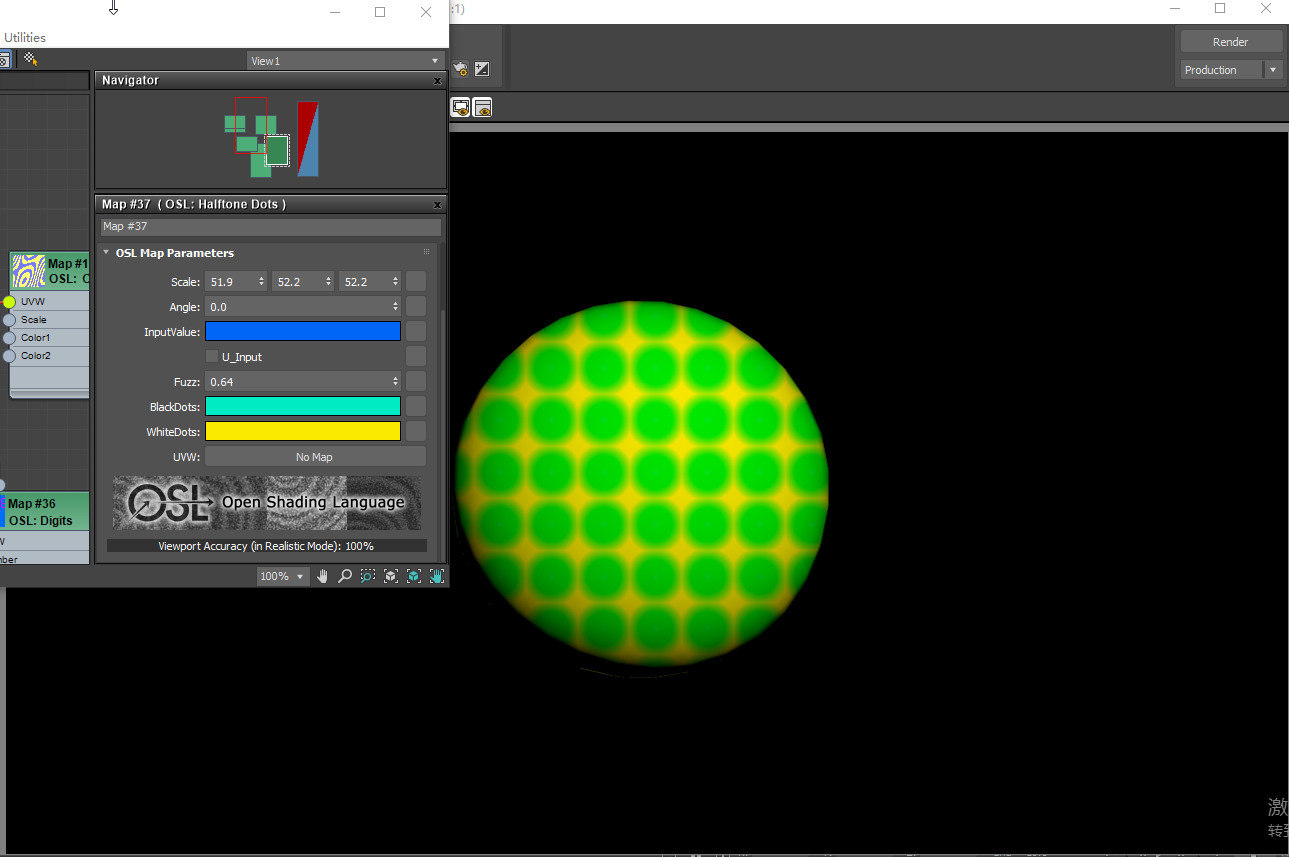 :1)
Utilities
Render
View1
Production
Navigator
Map #37 ( OSL: Halftone Dots )
Map #37
OSL Map Parameters
Scale: 51.9 52.2 52.2
Angle: 0.0
InputValue:
U_Input
Fuzz: 0.64
BlackDots:
WhiteDots:
UVW: No Map
OSL Open Shading Language
Viewport Accuracy (in Realistic Mode): 100%
100%
Map #1
OSL: C
UVW
Scale
Color1
Color2
Map #36
OSL: Digits
W
nber
激
转到